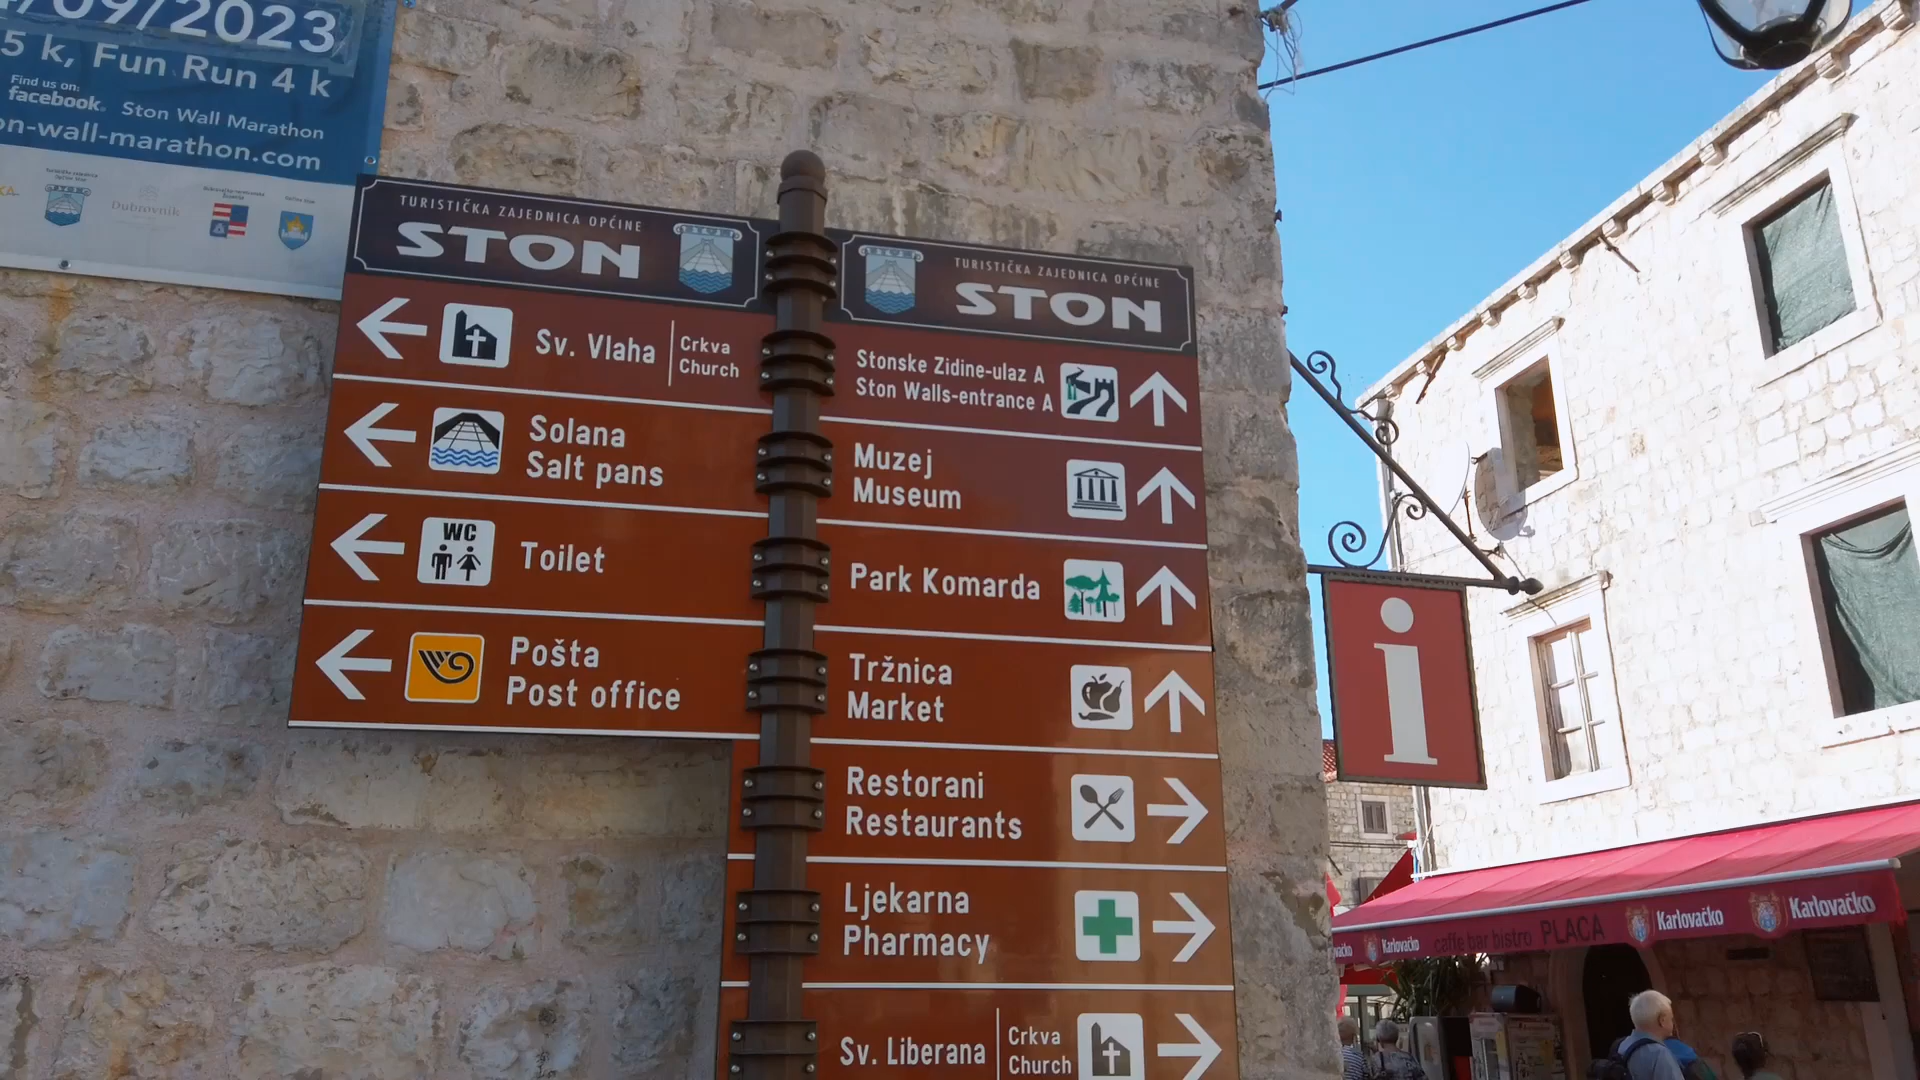 /09/2023
5 k, Fun Run 4 k
Find us on:
facebook. Ston Wall Marathon
on-wall-marathon.com
Dubrovnik
TURISTIČKA ZAJEDNICA OPĆINE
STON
Sv. Vlaha
Crkva
Church
Solana
Salt pans
WC
Toilet
Pošta
Post office
TURISTIČKA ZAJEDNICA OPĆINE
STON
Stonske Zidine-ulaz A
Ston Walls-entrance A
Muzej
Museum
Park Komarda
Tržnica
Market
Restorani
Restaurants
Ljekarna
Pharmacy
Sv. Liberana
Crkva
Church
i
Karlovačko
caffe bar bistro PLACA
Karlovačko
Karlovačko